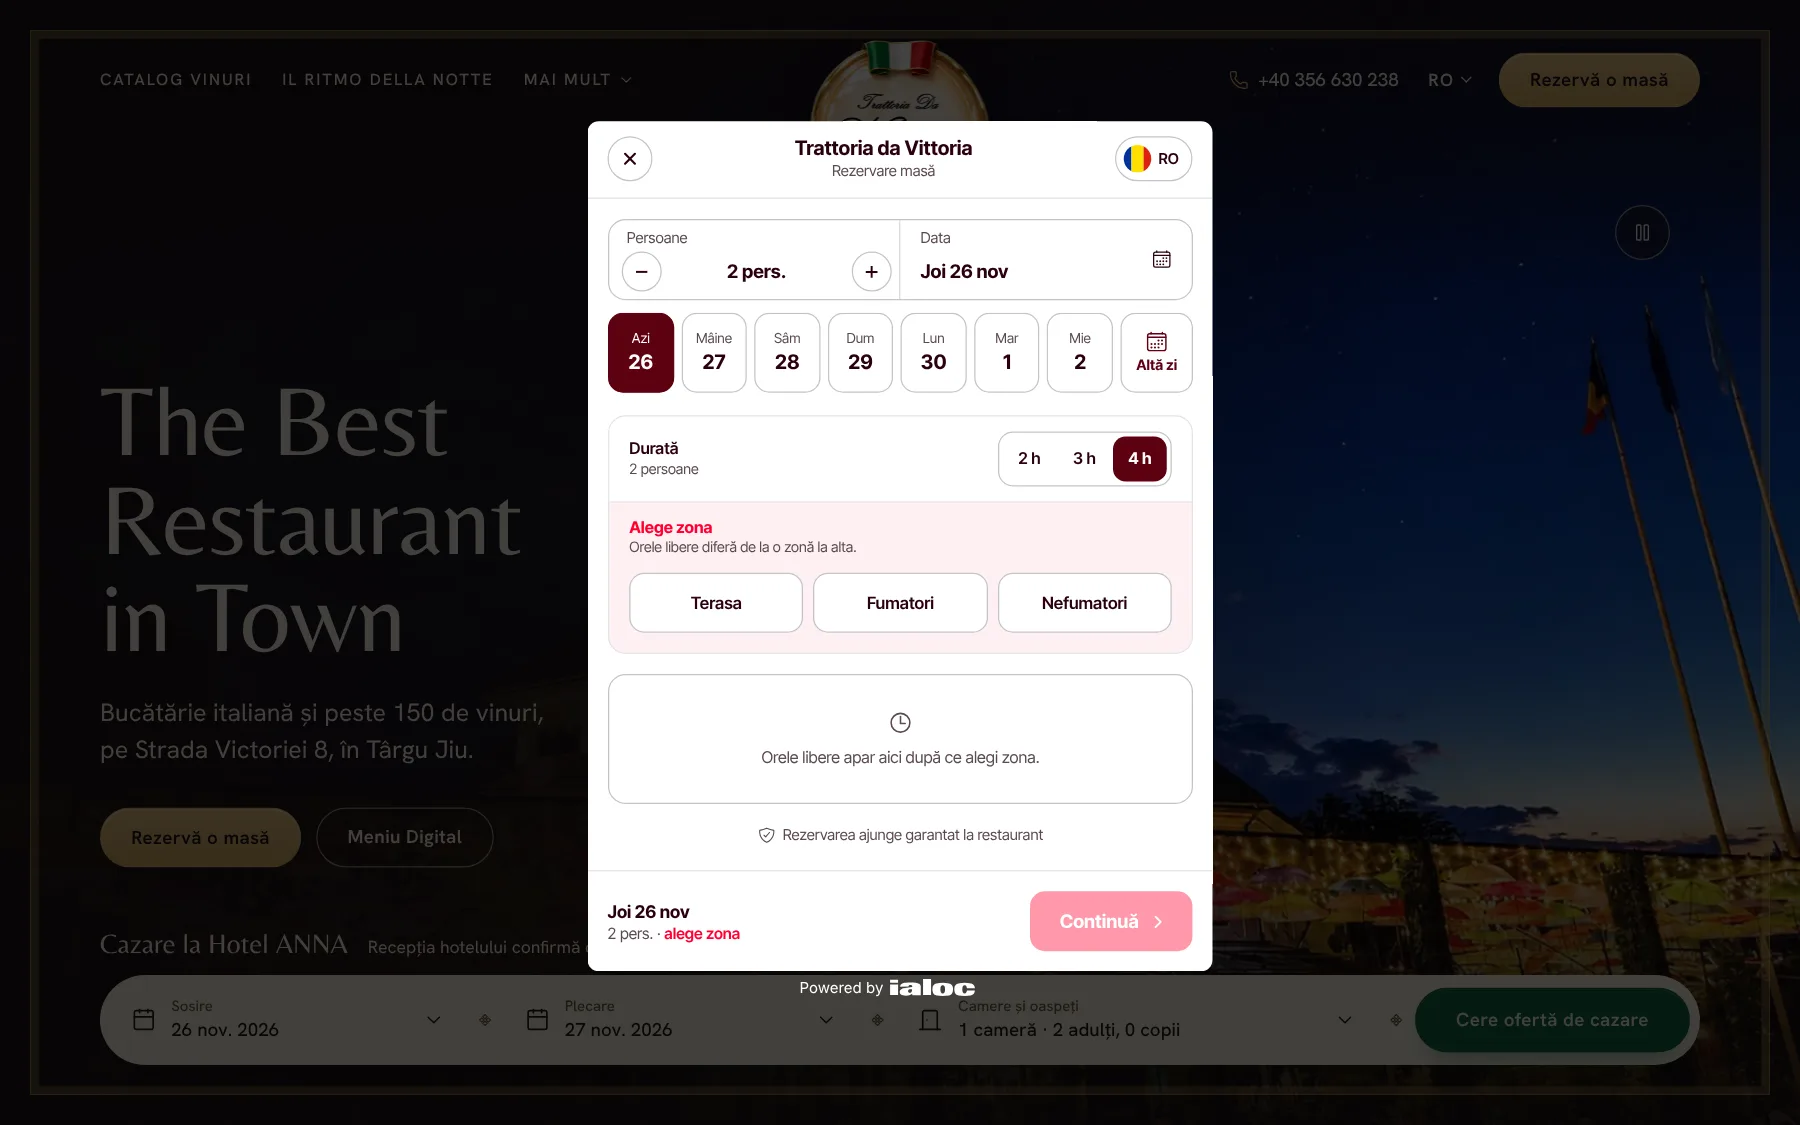 CATALOG VINURI
IL RITMO DELLA NOTTE
MAI MULT
Trattoria Da
+40 356 630 238
RO
Rezervă o masă
Trattoria da Vittoria
Rezervare masă
RO
Persoane
2 pers.
Data
Joi 26 nov
Azi
26
Mâine
27
Sâm
28
Dum
29
Lun
30
Mar
1
Mie
2
Altă zi
Durată
2 persoane
2 h
3 h
4 h
Alege zona
Orele libere diferă de la o zonă la alta.
Terasa
Fumatori
Nefumatori
Orele libere apar aici după ce alegi zona.
Rezervarea ajunge garantat la restaurant
Joi 26 nov
2 pers. · alege zona
Continuă
Powered by ialoc
The Best
Restaurant
in Town
Bucătărie italiană și peste 150 de vinuri,
pe Strada Victoriei 8, în Târgu Jiu.
Rezervă o masă
Meniu Digital
Cazare la Hotel ANNA
Recepția hotelului confirmă
Sosire
26 nov. 2026
Plecare
27 nov. 2026
Camere și oaspeți
1 cameră · 2 adulți, 0 copii
Cere ofertă de cazare